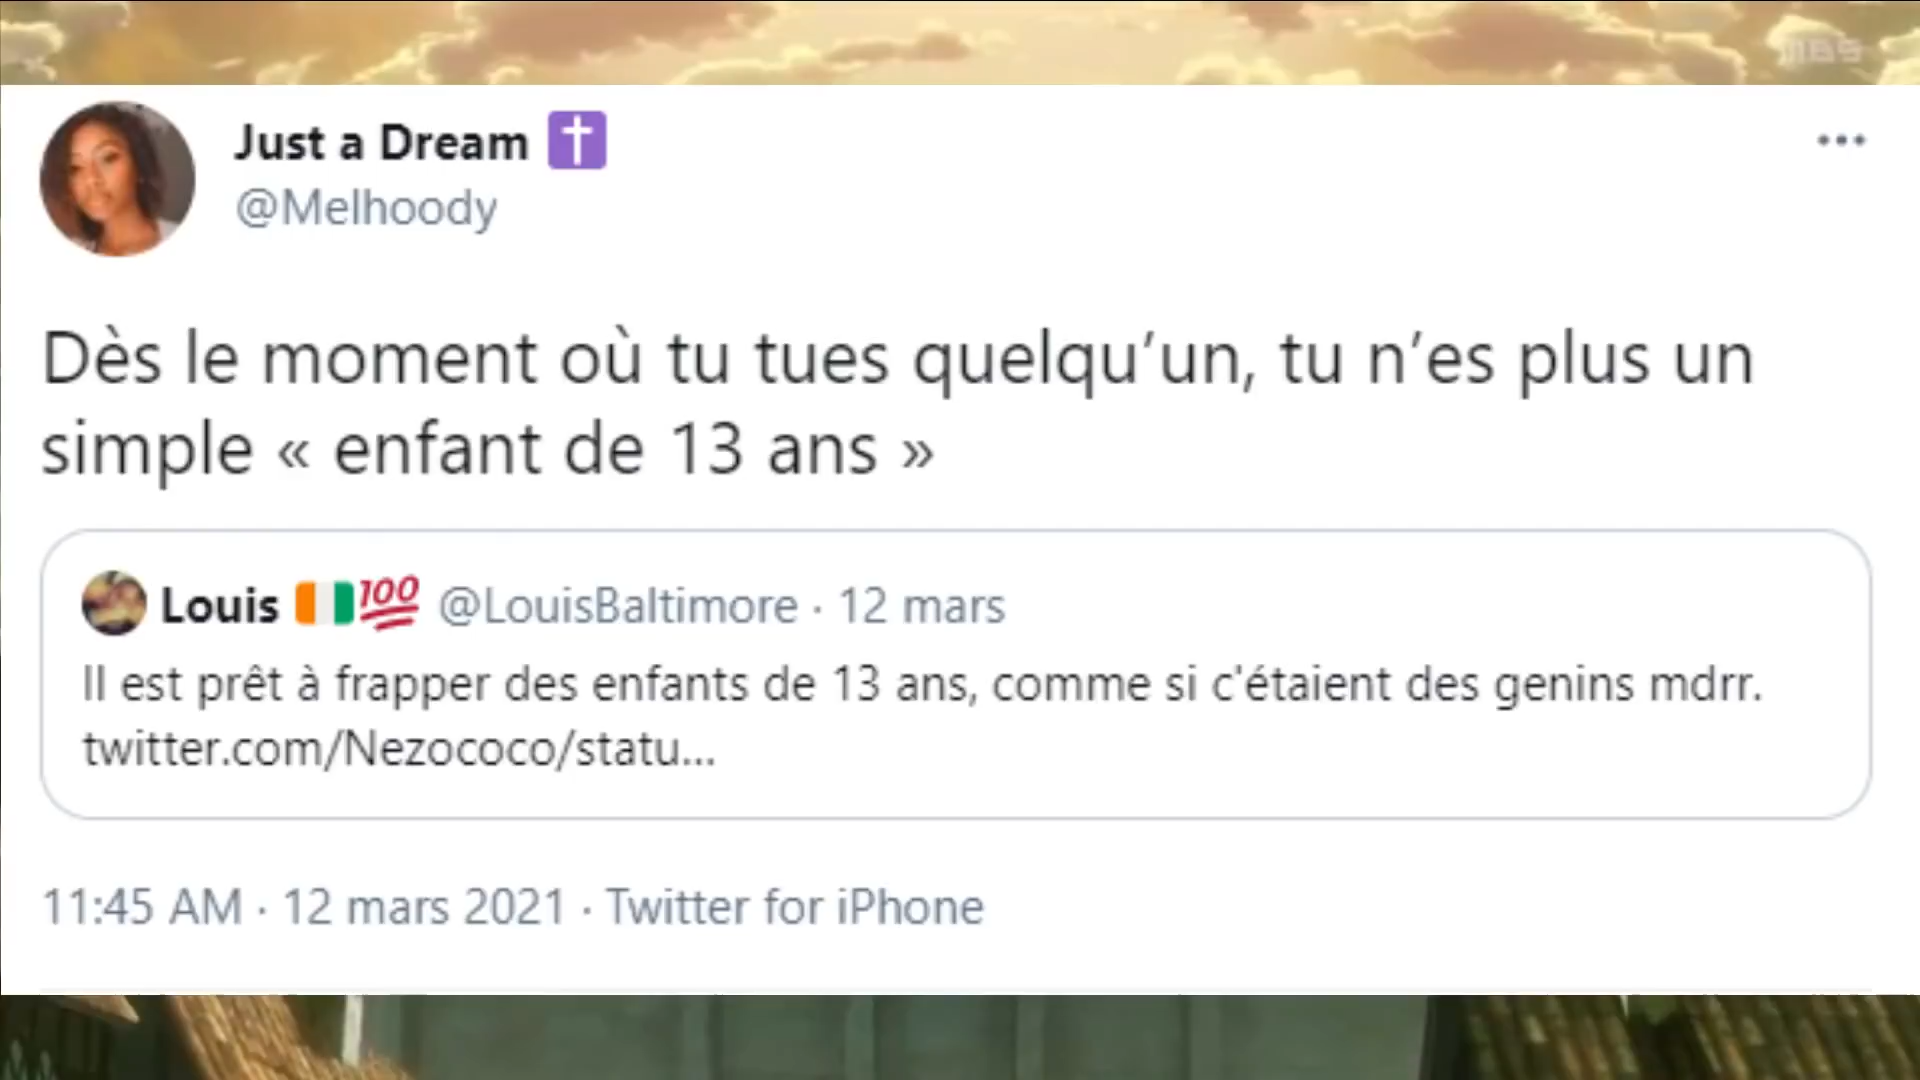 MBS
Just a Dream ✝️
@Melhoody
Dès le moment où tu tues quelqu’un, tu n’es plus un
simple « enfant de 13 ans »
Louis 🇨🇮💯 @LouisBaltimore · 12 mars
Il est prêt à frapper des enfants de 13 ans, comme si c'étaient des genins mdrr.
twitter.com/Nezococo/statu...
11:45 AM · 12 mars 2021 · Twitter for iPhone